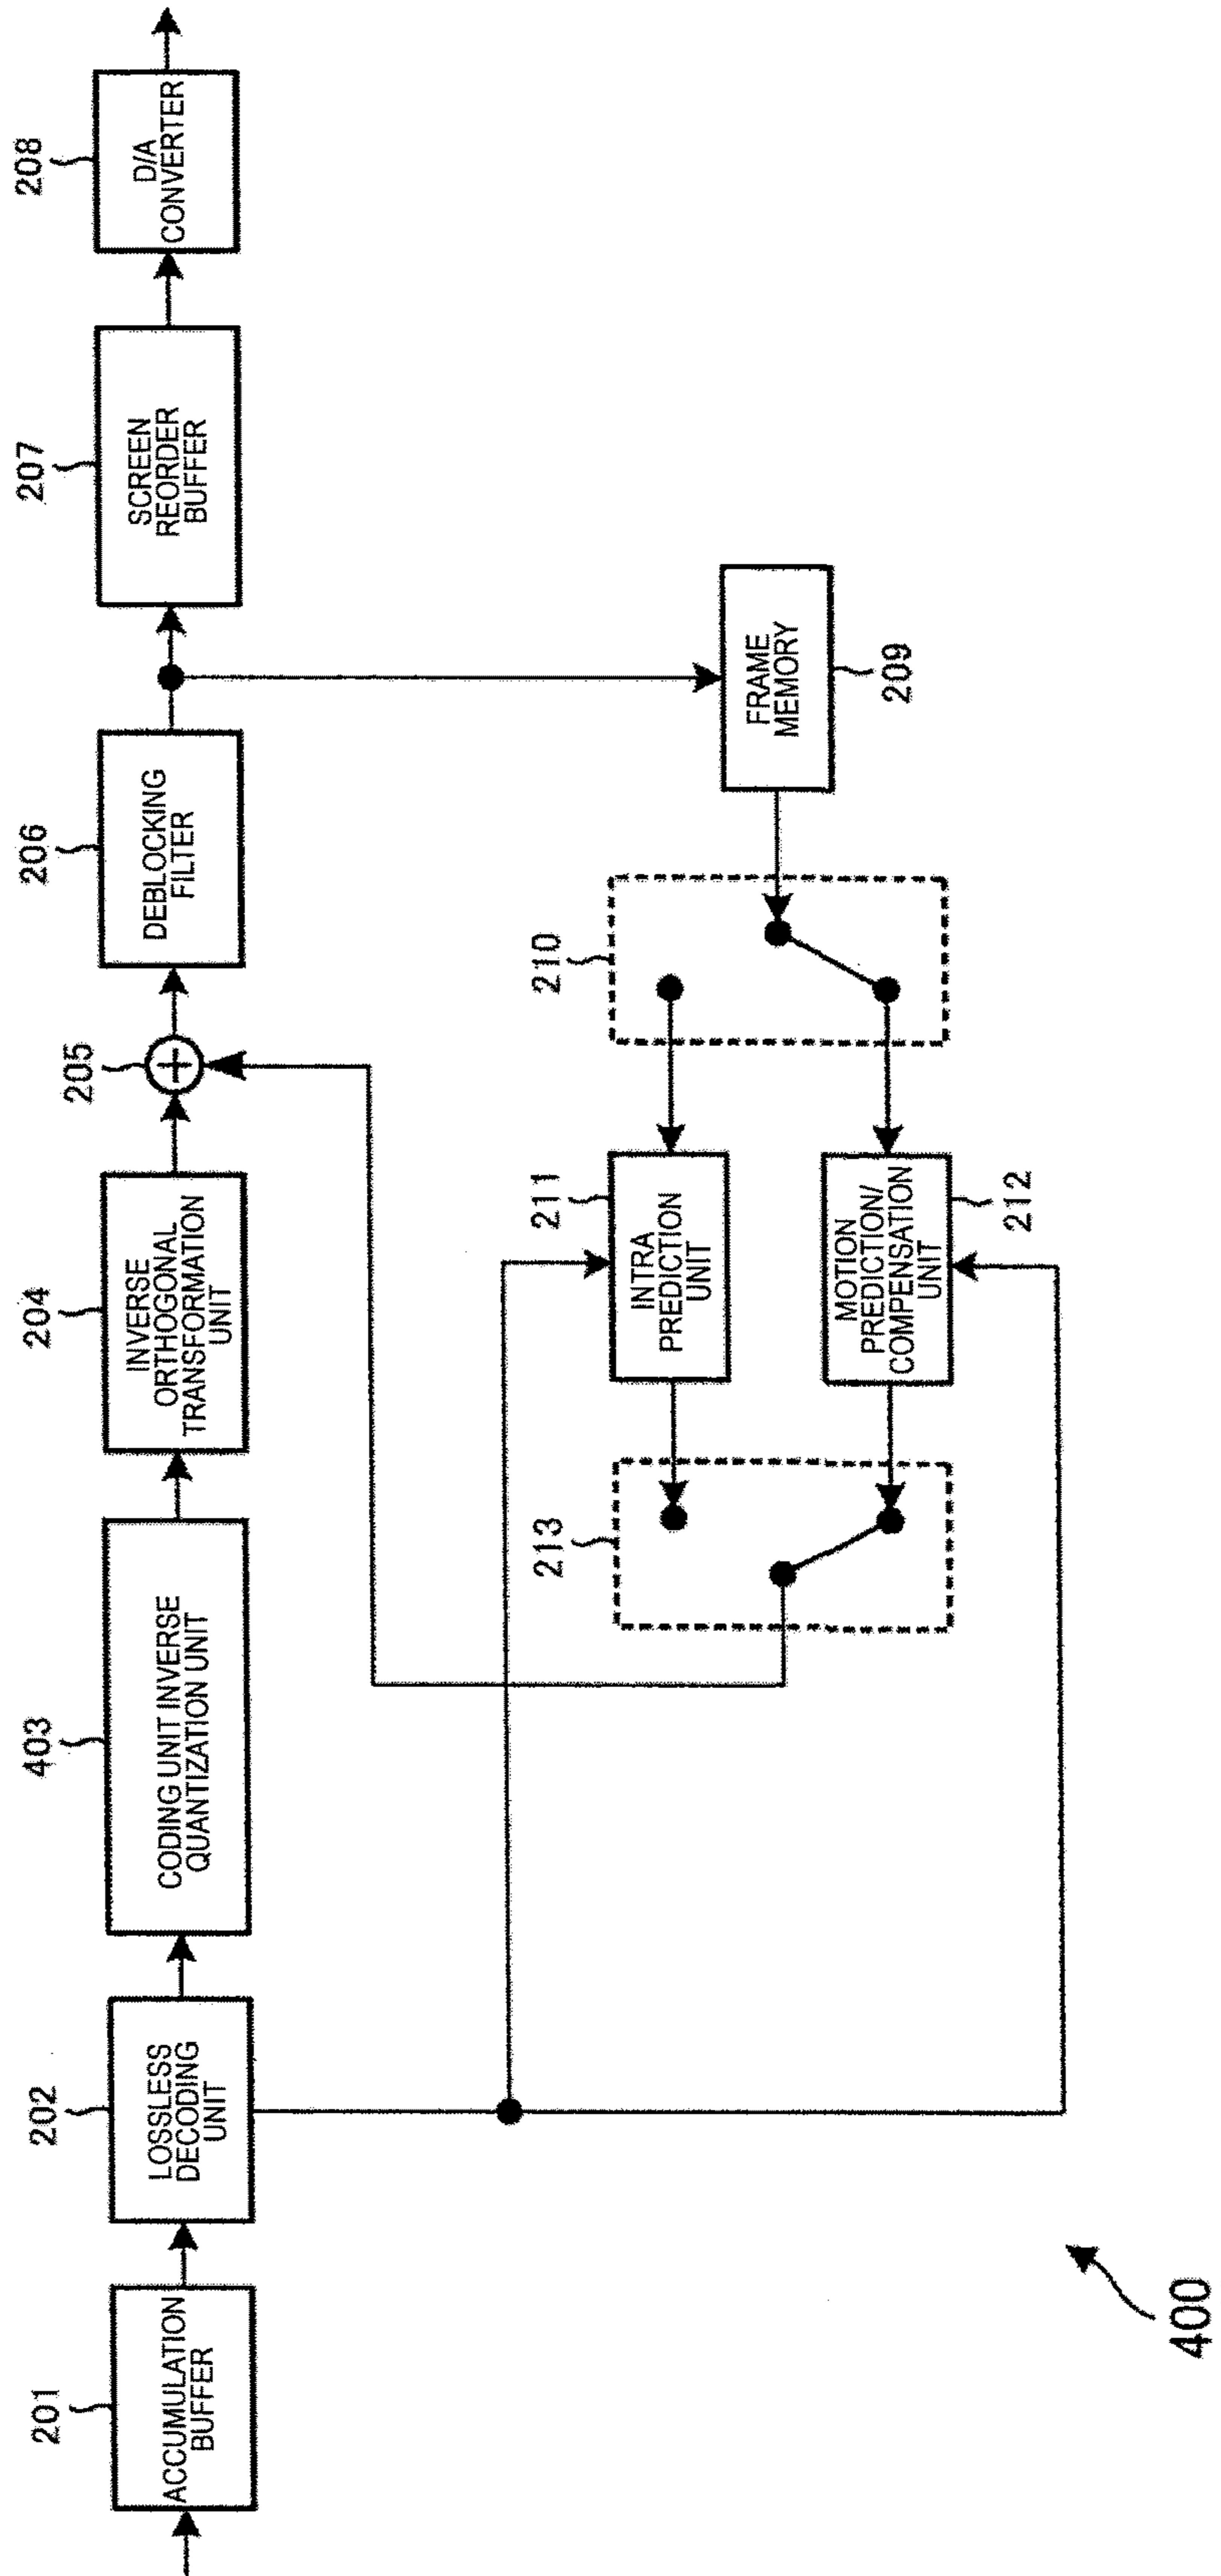 201
ACCUMULATION
BUFFER
202
LOSSLESS
DECODING
UNIT
403
CODING UNIT INVERSE
QUANTIZATION UNIT
204
INVERSE
ORTHOGONAL
TRANSFORMATION
UNIT
205
+
206
DEBLOCKING
FILTER
207
SCREEN
REORDER
BUFFER
208
D/A
CONVERTER
213
211
INTRA
PREDICTION
UNIT
210
FRAME
MEMORY
209
MOTION
PREDICTION/
COMPENSATION
UNIT
212
400